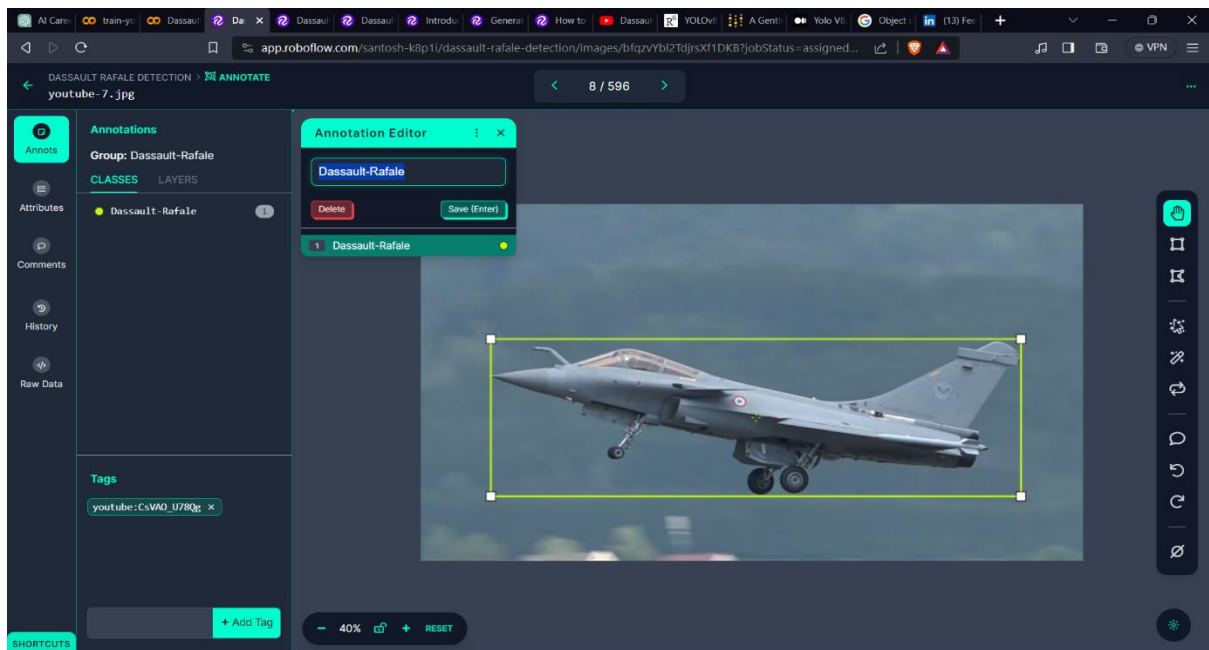 AI Care
train-yo
Dassaul
Da
Dassaul
Dassaul
Introdu
General
How to
Dassaul
YOLOv8
A Gentl
Yolo V8
Object
(13) Fee
app.roboflow.com/santosh-k8p1i/dassault-rafale-detection/images/bfqzvYbl2TdjrsXf1DKB?jobStatus=assigned...
VPN
DASSAULT RAFALE DETECTION > ANNOTATE
youtube-7.jpg
8 / 596
Annots
Attributes
Comments
History
Raw Data
SHORTCUTS
Annotations
Group: Dassault-Rafale
CLASSES LAYERS
Dassault-Rafale 1
Tags
youtube:CsVAO_U78Qg ×
+ Add Tag
Annotation Editor
Dassault-Rafale
Delete Save (Enter)
1 Dassault-Rafale
− 40% + RESET